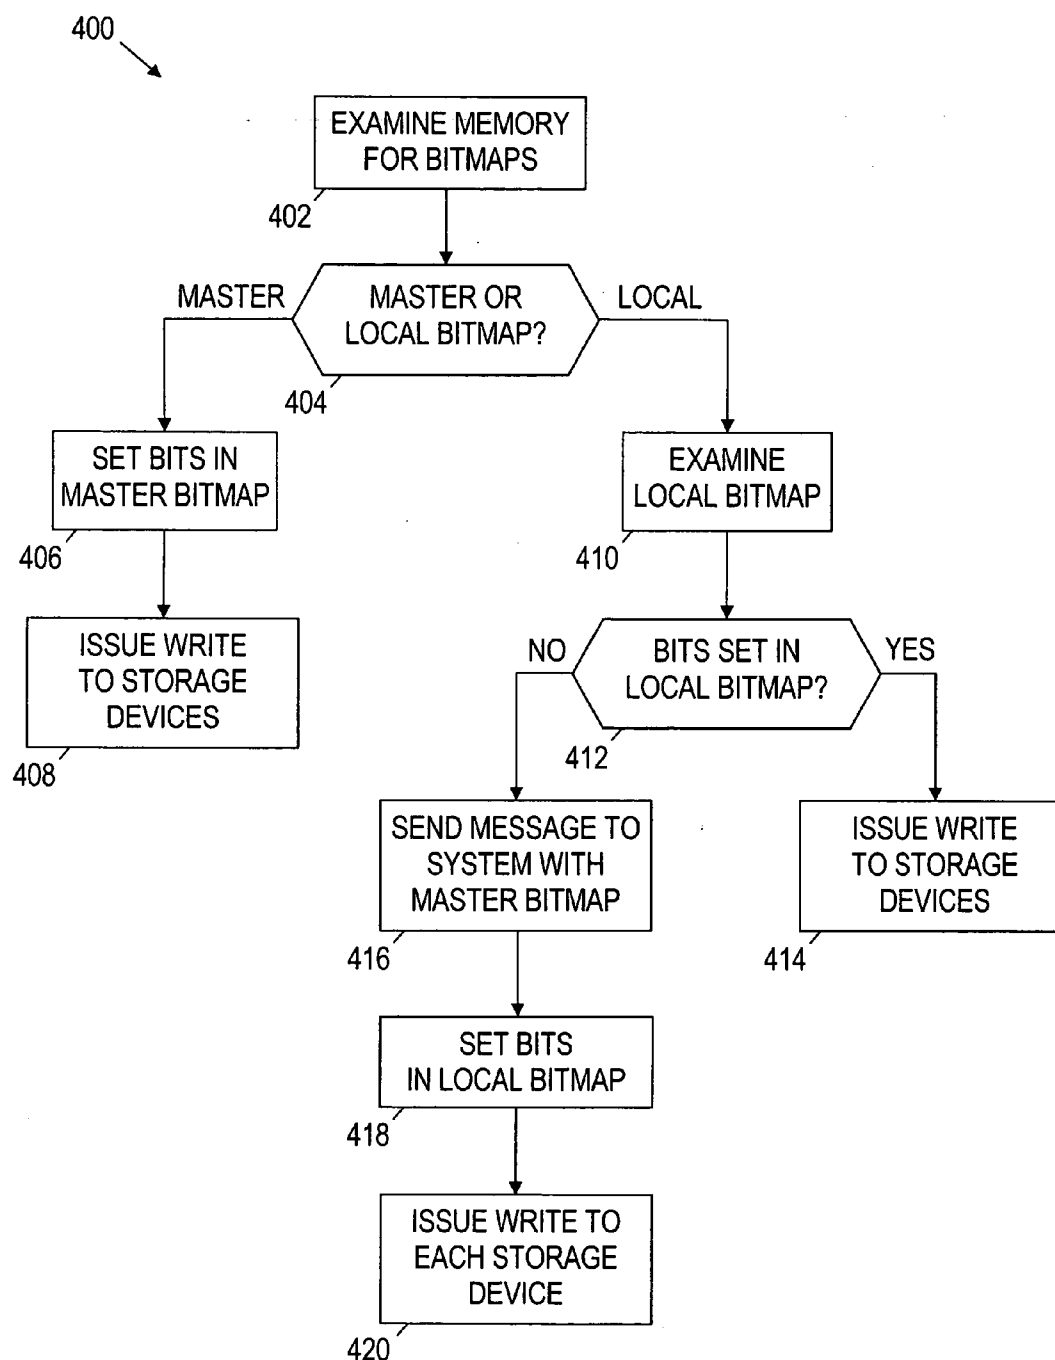 400
EXAMINE MEMORY
FOR BITMAPS
402
MASTER
MASTER OR
LOCAL BITMAP?
LOCAL
404
SET BITS IN
MASTER BITMAP
406
EXAMINE
LOCAL BITMAP
410
ISSUE WRITE
TO STORAGE
DEVICES
408
NO
BITS SET IN
LOCAL BITMAP?
YES
412
SEND MESSAGE TO
SYSTEM WITH
MASTER BITMAP
416
ISSUE WRITE
TO STORAGE
DEVICES
414
SET BITS
IN LOCAL BITMAP
418
ISSUE WRITE TO
EACH STORAGE
DEVICE
420